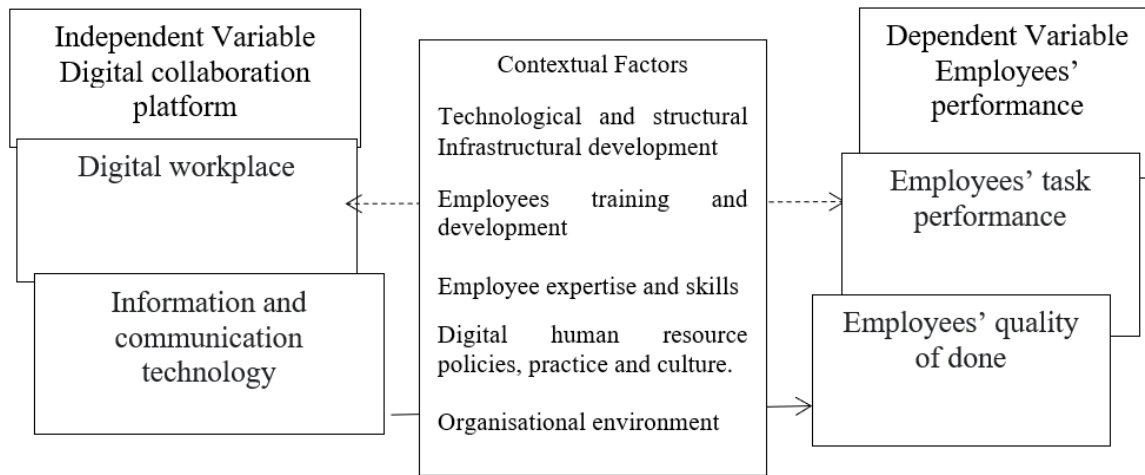 Independent Variable
Digital collaboration
platform
Digital workplace
Information and
communication
technology
Contextual Factors
Technological and structural
Infrastructural development
Employees training and
development
Employee expertise and skills
Digital human resource
policies, practice and culture.
Organisational environment
Dependent Variable
Employees’
performance
Employees’ task
performance
Employees’ quality
of done